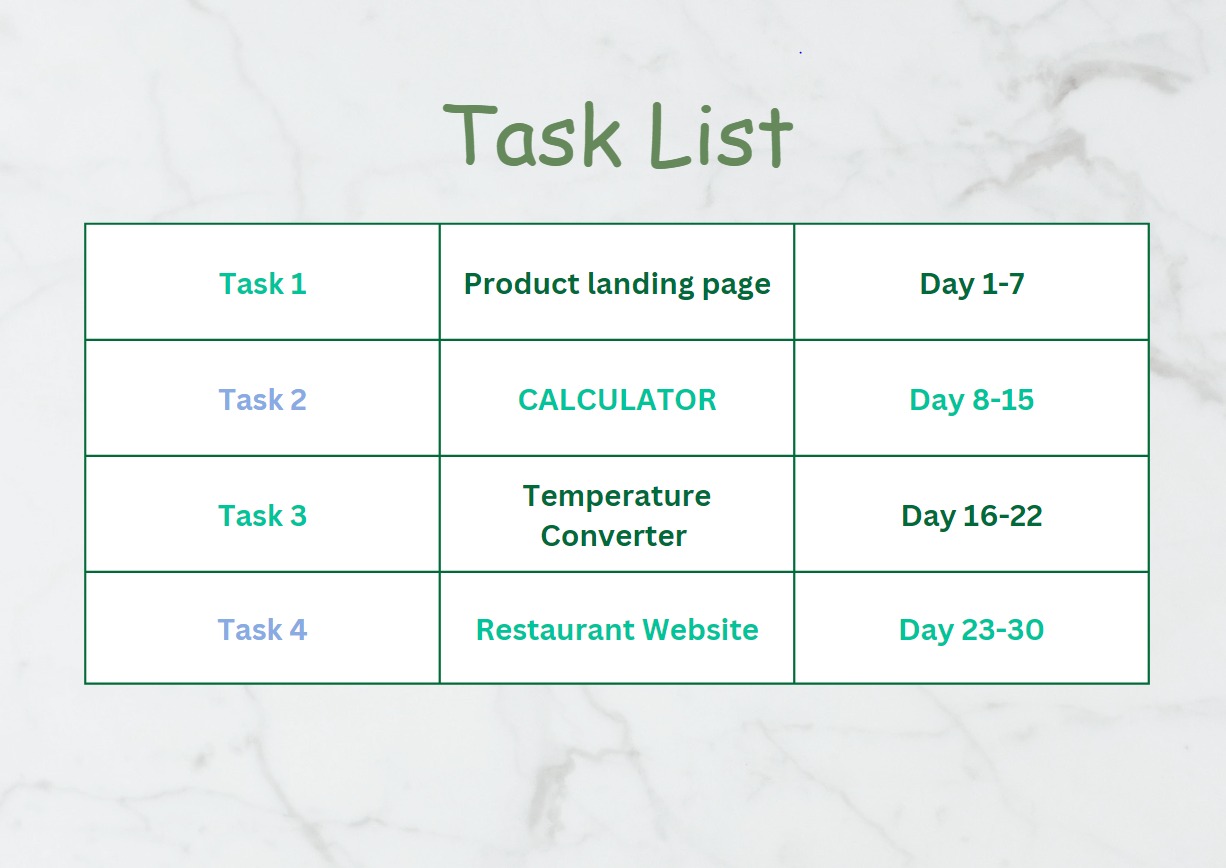 Task List
Task 1 Product landing page Day 1-7
Task 2 CALCULATOR Day 8-15
Task 3 Temperature Converter Day 16-22
Task 4 Restaurant Website Day 23-30